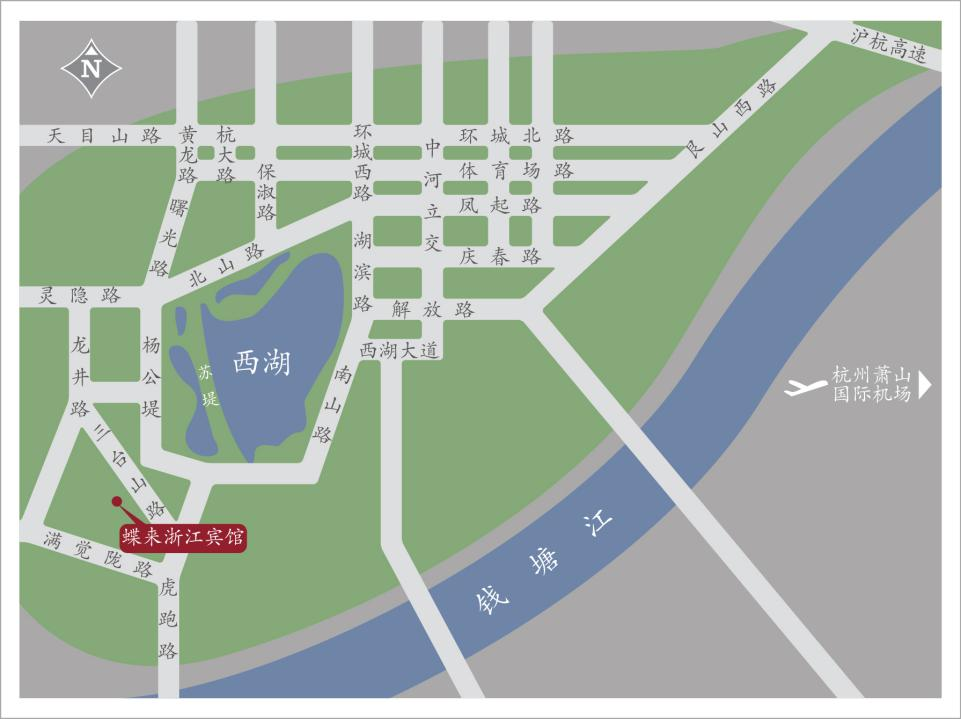 沪杭高速
N
天目山路
黄龙路
杭大路
环城西路
中河立交
环城北路
艮山西路
保淑路
体育场路
曙光路
凤起路
北山路
湖滨路
庆春路
灵隐路
解放路
龙井路
杨公堤
苏堤
西湖
西湖大道
南山路
杭州萧山
国际机场
三台山路
蝶来浙江宾馆
满觉陇路
虎跑路
钱塘江